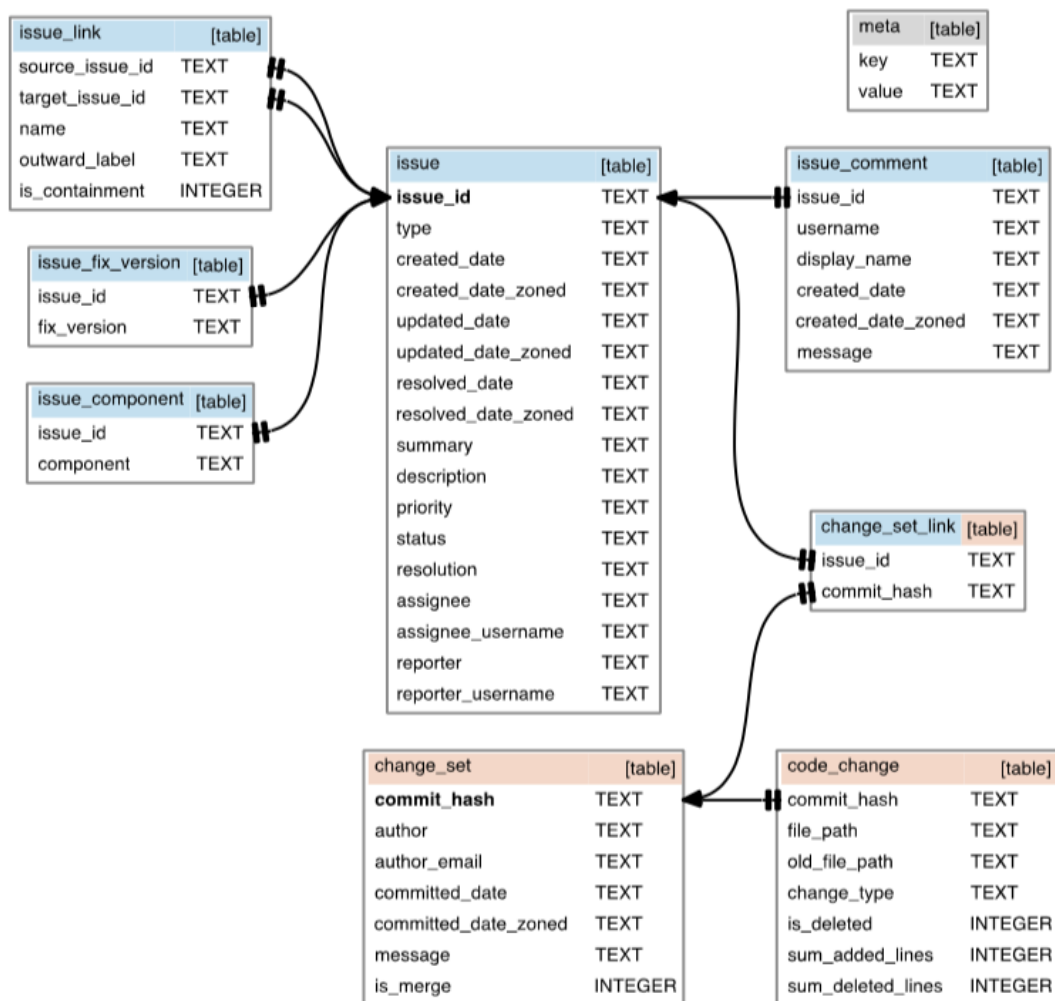 issue_link [table]
source_issue_id TEXT
target_issue_id TEXT
name TEXT
outward_label TEXT
is_containment INTEGER
meta [table]
key TEXT
value TEXT
issue_fix_version [table]
issue_id TEXT
fix_version TEXT
issue_component [table]
issue_id TEXT
component TEXT
issue [table]
issue_id TEXT
type TEXT
created_date TEXT
created_date_zoned TEXT
updated_date TEXT
updated_date_zoned TEXT
resolved_date TEXT
resolved_date_zoned TEXT
summary TEXT
description TEXT
priority TEXT
status TEXT
resolution TEXT
assignee TEXT
assignee_username TEXT
reporter TEXT
reporter_username TEXT
issue_comment [table]
issue_id TEXT
username TEXT
display_name TEXT
created_date TEXT
created_date_zoned TEXT
message TEXT
change_set_link [table]
issue_id TEXT
commit_hash TEXT
change_set [table]
commit_hash TEXT
author TEXT
author_email TEXT
committed_date TEXT
committed_date_zoned TEXT
message TEXT
is_merge INTEGER
code_change [table]
commit_hash TEXT
file_path TEXT
old_file_path TEXT
change_type TEXT
is_deleted INTEGER
sum_added_lines INTEGER
sum_deleted_lines INTEGER